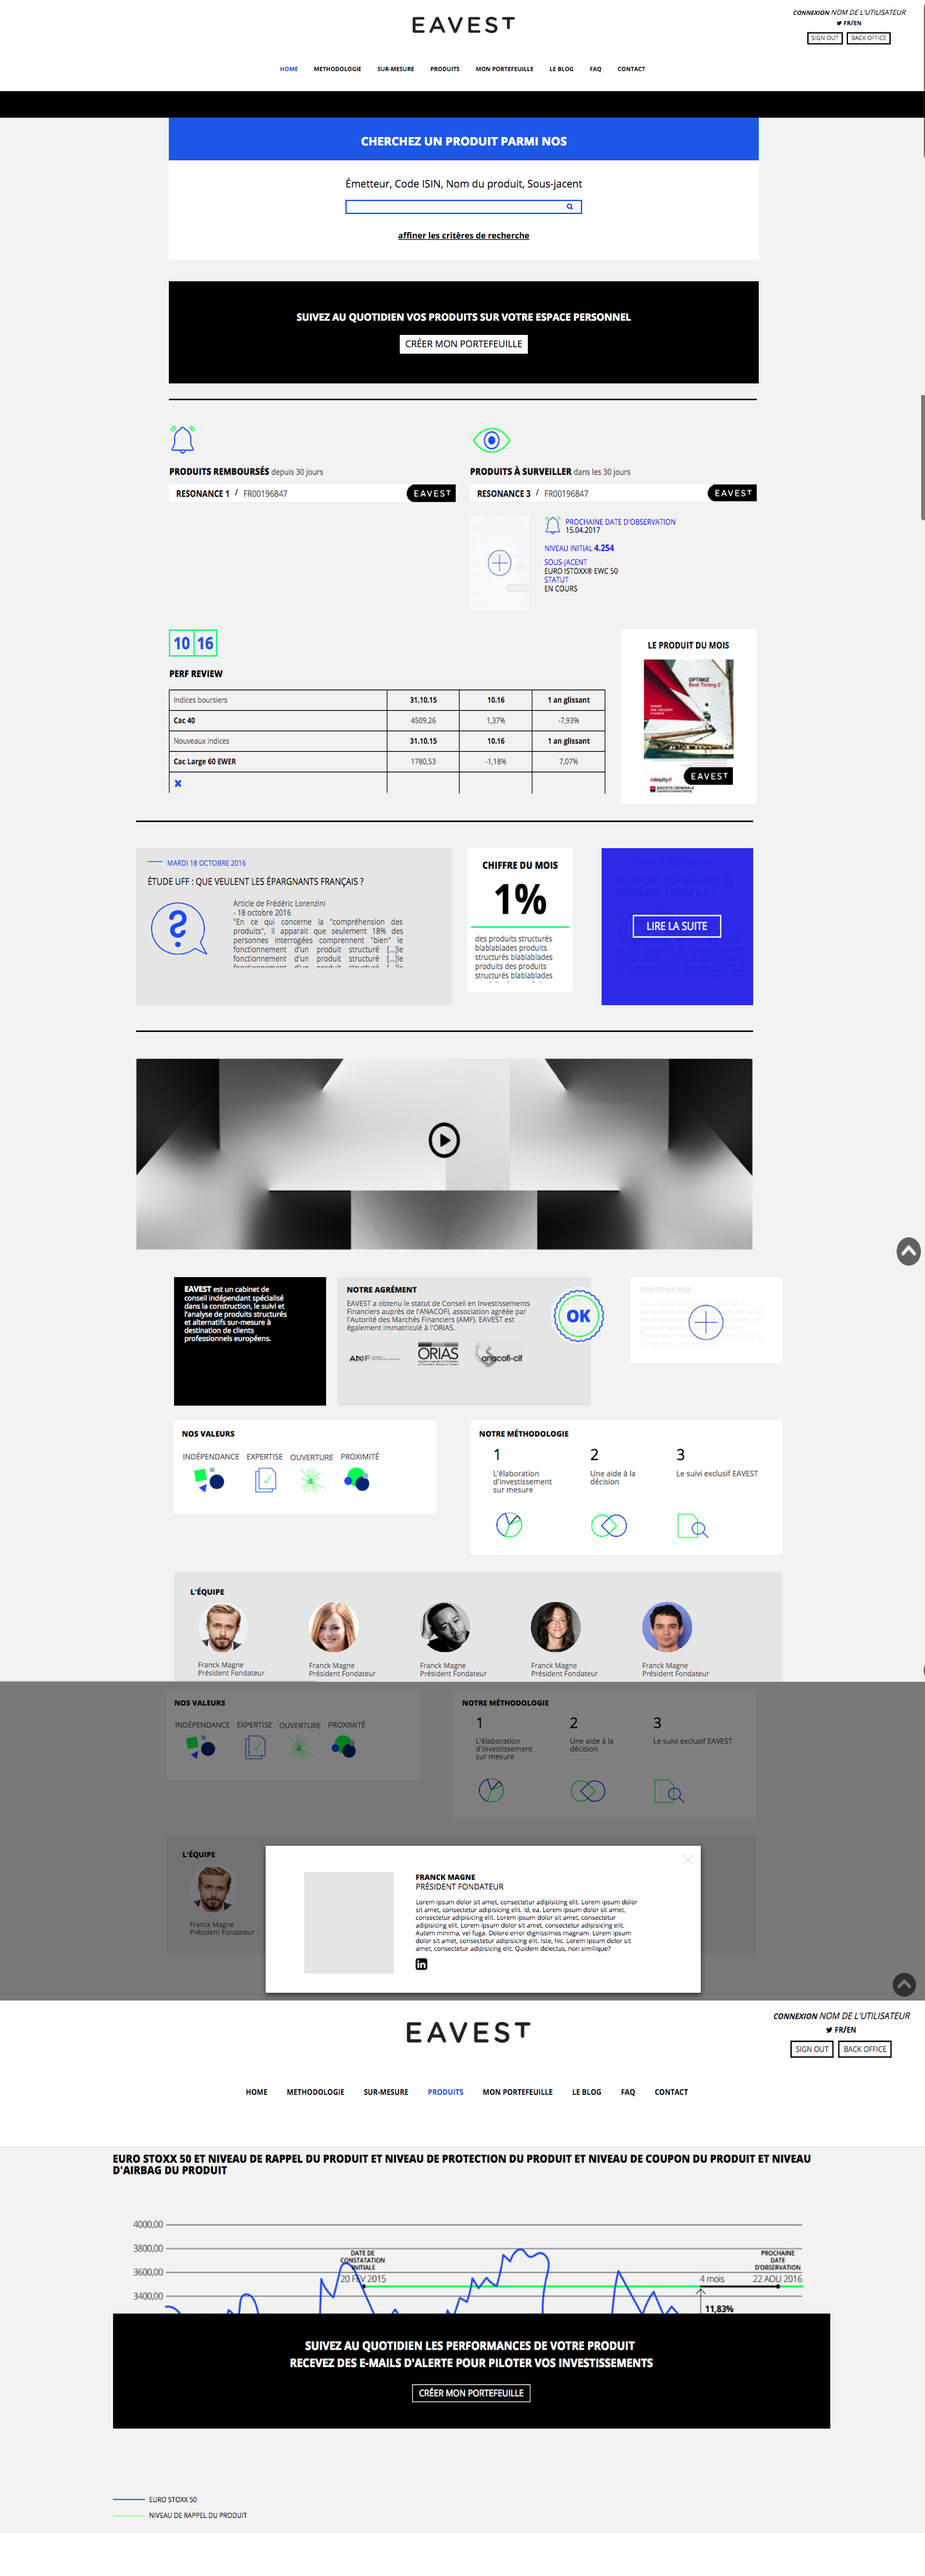 EAVEST
CONNEXION NOM DE L'UTILISATEUR
FR/EN
SIGN OUT BACK OFFICE
HOME METHODOLOGIE SUR-MESURE PRODUITS MON PORTEFEUILLE LE BLOG FAQ CONTACT
CHERCHEZ UN PRODUIT PARMI NOS
Émetteur, Code ISIN, Nom du produit, Sous-jacent
affiner les critères de recherche
SUIVEZ AU QUOTIDIEN VOS PRODUITS SUR VOTRE ESPACE PERSONNEL
CRÉER MON PORTEFEUILLE
PRODUITS REMBOURSÉS depuis 30 jours
RESONANCE 1 / FR00196847 EAVEST
PRODUITS À SURVEILLER dans les 30 jours
RESONANCE 3 / FR00196847 EAVEST
PROCHAINE DATE D'OBSERVATION
15.04.2017
NIVEAU INITIAL 4.254
SOUS-JACENT
EURO ISTOXX® EWC 50
STATUT
EN COURS
10 16
PERF REVIEW
Indices boursiers 31.10.15 10.16 1 an glissant
Cac 40 4509,26 1,37% -7,93%
Nouveaux indices 31.10.15 10.16 1 an glissant
Cac Large 60 EWER 1780,53 -1,18% 7,07%
LE PRODUIT DU MOIS
OPTIMIZ
Best Timing 2
adequity
EAVEST
SOCIETE GENERALE
MARDI 18 OCTOBRE 2016
ÉTUDE UFF : QUE VEULENT LES ÉPARGNANTS FRANÇAIS ?
Article de Frédéric Lorenzini
- 18 octobre 2016
"En ce qui concerne la "compréhension des
produits", il apparait que seulement 18% des
personnes interrogées comprennent "bien" le
fonctionnement d'un produit structuré [...]le
fonctionnement d'un produit structuré [...]le
CHIFFRE DU MOIS
1%
des produits structurés
blablablades produits
structurés blablablades
produits des produits
structurés blablablades
ÉTUDE UFF : QUE VEULENT LES
ÉPARGNANTS FRANÇAIS ?
LIRE LA SUITE
EAVEST est un cabinet de
conseil indépendant spécialisé
dans la construction, le suivi et
l'analyse de produits structurés
et alternatifs sur-mesure à
destination de clients
professionnels européens.
NOTRE AGRÉMENT
EAVEST a obtenu le statut de Conseil en Investissements
Financiers auprès de l'ANACOFI, association agréée par
l'Autorité des Marchés Financiers (AMF). EAVEST est
également immatriculé à l'ORIAS.
OK
AMF ORIAS anacofi-cif
PARTENAIRES
NOS VALEURS
INDÉPENDANCE EXPERTISE OUVERTURE PROXIMITÉ
NOTRE MÉTHODOLOGIE
1 2 3
L'élaboration
d'investissement
sur mesure
Une aide à la
décision
Le suivi exclusif EAVEST
L'ÉQUIPE
Franck Magne Franck Magne Franck Magne Franck Magne Franck Magne
Président Fondateur Président Fondateur Président Fondateur Président Fondateur Président Fondateur
NOS VALEURS
INDÉPENDANCE EXPERTISE OUVERTURE PROXIMITÉ
NOTRE MÉTHODOLOGIE
1 2 3
L'élaboration
d'investissement
sur mesure
Une aide à la
décision
Le suivi exclusif EAVEST
L'ÉQUIPE
Franck Magne
Président Fondateur
FRANCK MAGNE
PRÉSIDENT FONDATEUR
Lorem ipsum dolor sit amet, consectetur adipisicing elit. Lorem ipsum dolor
sit amet, consectetur adipisicing elit. Id, ea. Lorem ipsum dolor sit amet,
consectetur adipisicing elit. Lorem ipsum dolor sit amet, consectetur
adipisicing elit. Lorem ipsum dolor sit amet, consectetur adipisicing elit.
Autem minima, vel fuga. Dolore error dignissimos magnam. Lorem ipsum
dolor sit amet, consectetur adipisicing elit. Iste, hic. Lorem ipsum dolor sit
amet, consectetur adipisicing elit. Quidem delectus, non similique?
in
EAVEST
CONNEXION NOM DE L'UTILISATEUR
FR/EN
SIGN OUT BACK OFFICE
HOME METHODOLOGIE SUR-MESURE PRODUITS MON PORTEFEUILLE LE BLOG FAQ CONTACT
EURO STOXX 50 ET NIVEAU DE RAPPEL DU PRODUIT ET NIVEAU DE PROTECTION DU PRODUIT ET NIVEAU DE COUPON DU PRODUIT ET NIVEAU
D'AIRBAG DU PRODUIT
4000,00
3800,00
3600,00
3400,00
DATE DE
CONSTATATION
INITIALE
20 FEV 2015
PROCHAINE
DATE
D'OBSERVATION
4 mois 22 AOU 2016
11,83%
SUIVEZ AU QUOTIDIEN LES PERFORMANCES DE VOTRE PRODUIT
RECEVEZ DES E-MAILS D'ALERTE POUR PILOTER VOS INVESTISSEMENTS
CRÉER MON PORTEFEUILLE
EURO STOXX 50
NIVEAU DE RAPPEL DU PRODUIT